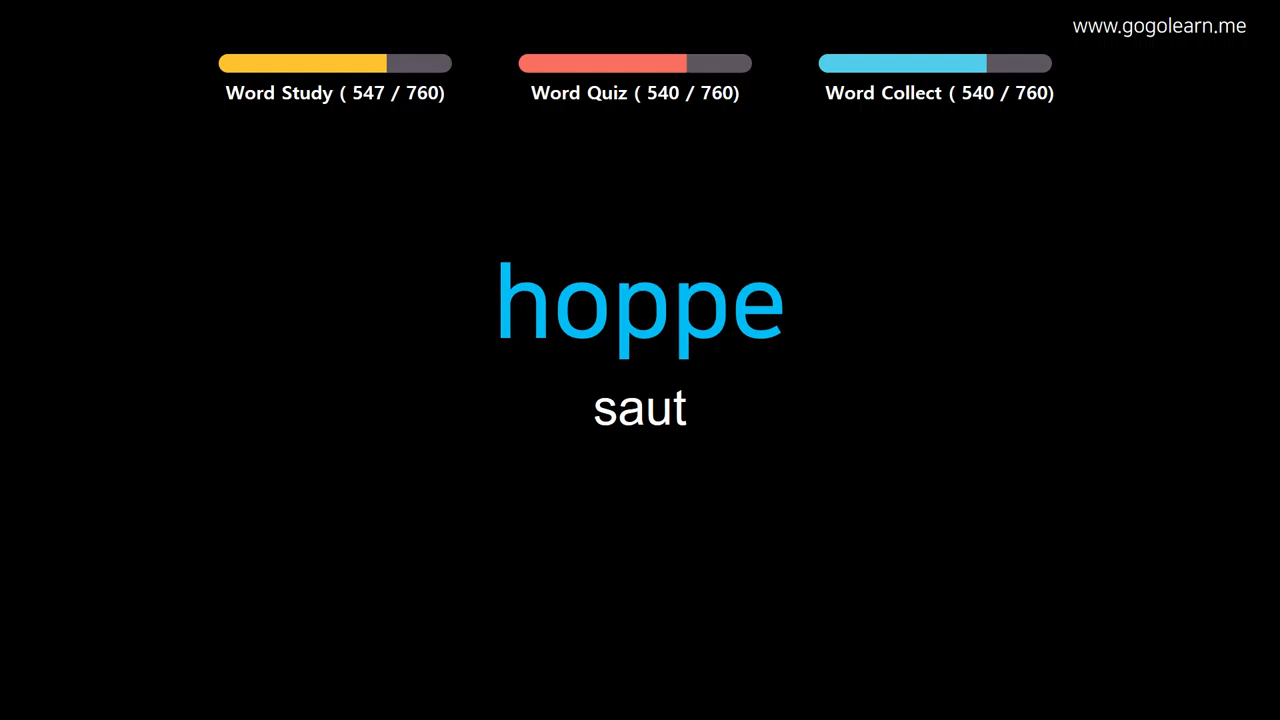 www.gogolearn.me
Word Study ( 547 / 760)
Word Quiz ( 540 / 760)
Word Collect ( 540 / 760)
hoppe
saut